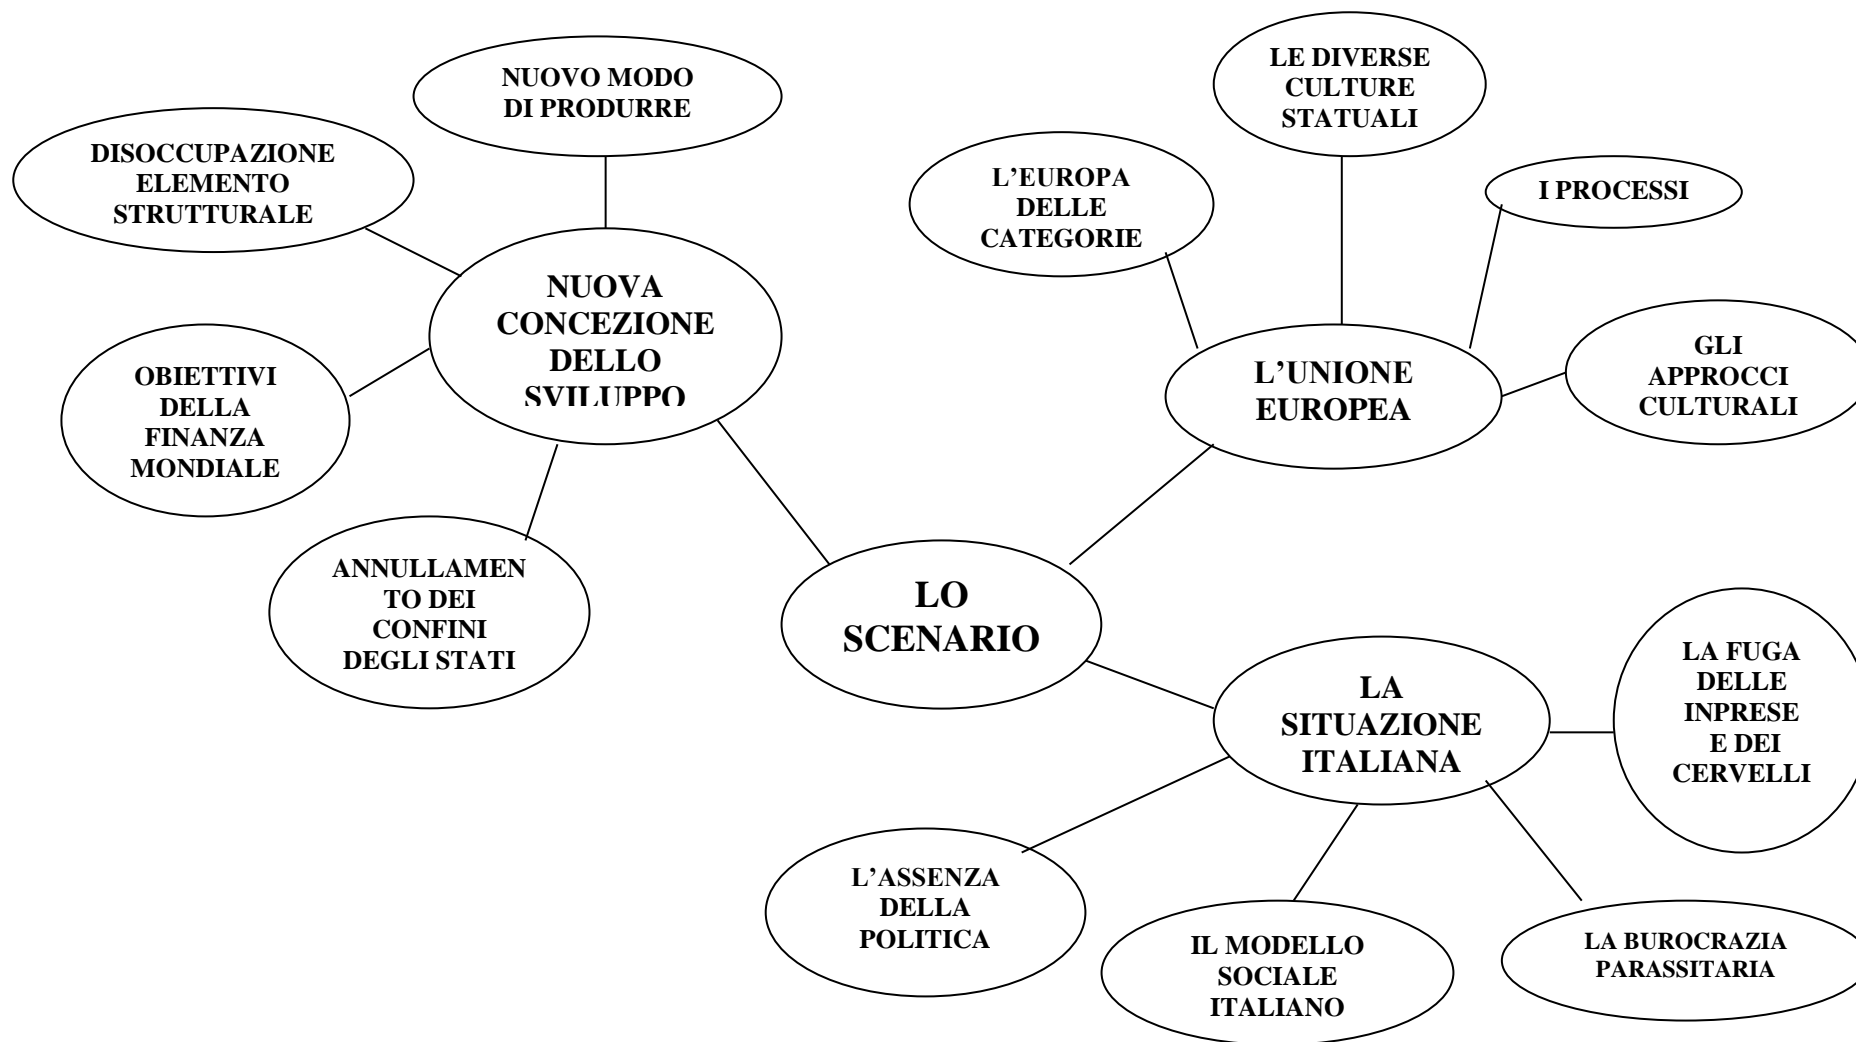 NUOVO MODO
DI PRODURRE
DISOCCUPAZIONE
ELEMENTO
STRUTTURALE
NUOVA
CONCEZIONE
DELLO
SVILUPPO
OBIETTIVI
DELLA
FINANZA
MONDIALE
ANNULLAMEN
TO DEI
CONFINI
DEGLI STATI
LE DIVERSE
CULTURE
STATUALI
L’EUROPA
DELLE
CATEGORIE
I PROCESSI
L’UNIONE
EUROPEA
GLI
APPROCCI
CULTURALI
LO
SCENARIO
LA
SITUAZIONE
ITALIANA
LA FUGA
DELLE
INPRESE
E DEI
CERVELLI
L’ASSENZA
DELLA
POLITICA
IL MODELLO
SOCIALE
ITALIANO
LA BUROCRAZIA
PARASSITARIA